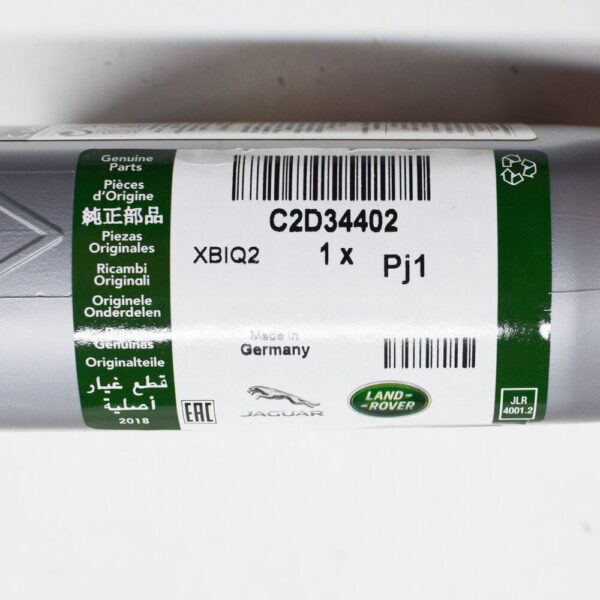 Genuine
Parts
Pièces
d'Origine
純正部品
Piezas
Originales
Ricambi
Originali
Originele
Onderdelen
Genuinas
Originalteile
قطع غيار
أصلية
2018
C2D34402
XBIQ2
1 x
Pj1
Made in
Germany
EAC
JAGUAR
LAND-
-ROVER
JLR
4001.2